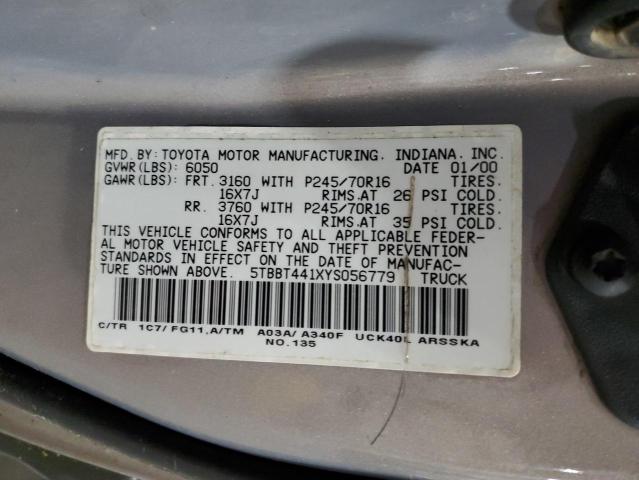 MFD. BY: TOYOTA MOTOR MANUFACTURING, INDIANA, INC.
GVWR(LBS): 6050 DATE 01/00
GAWR(LBS): FRT. 3160 WITH P245/70R16 TIRES.
16X7J RIMS.AT 26 PSI COLD.
RR. 3760 WITH P245/70R16 TIRES.
16X7J RIMS.AT 35 PSI COLD.
THIS VEHICLE CONFORMS TO ALL APPLICABLE FEDER-
AL MOTOR VEHICLE SAFETY AND THEFT PREVENTION
STANDARDS IN EFFECT ON THE DATE OF MANUFAC-
TURE SHOWN ABOVE. 5TBBT441XYS056779 TRUCK
C/TR 1C7/ FG11,A/TM A03A/ A340F UCK40L ARSSKA
NO.135